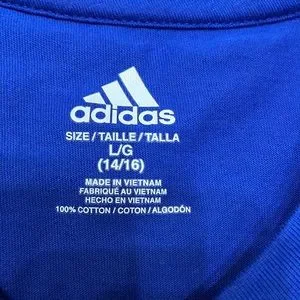 adidas
SIZE / TAILLE / TALLA
L/G
(14/16)
MADE IN VIETNAM
FABRIQUÉ AU VIETNAM
HECHO EN VIETNAM
100% COTTON / COTON / ALGODÓN